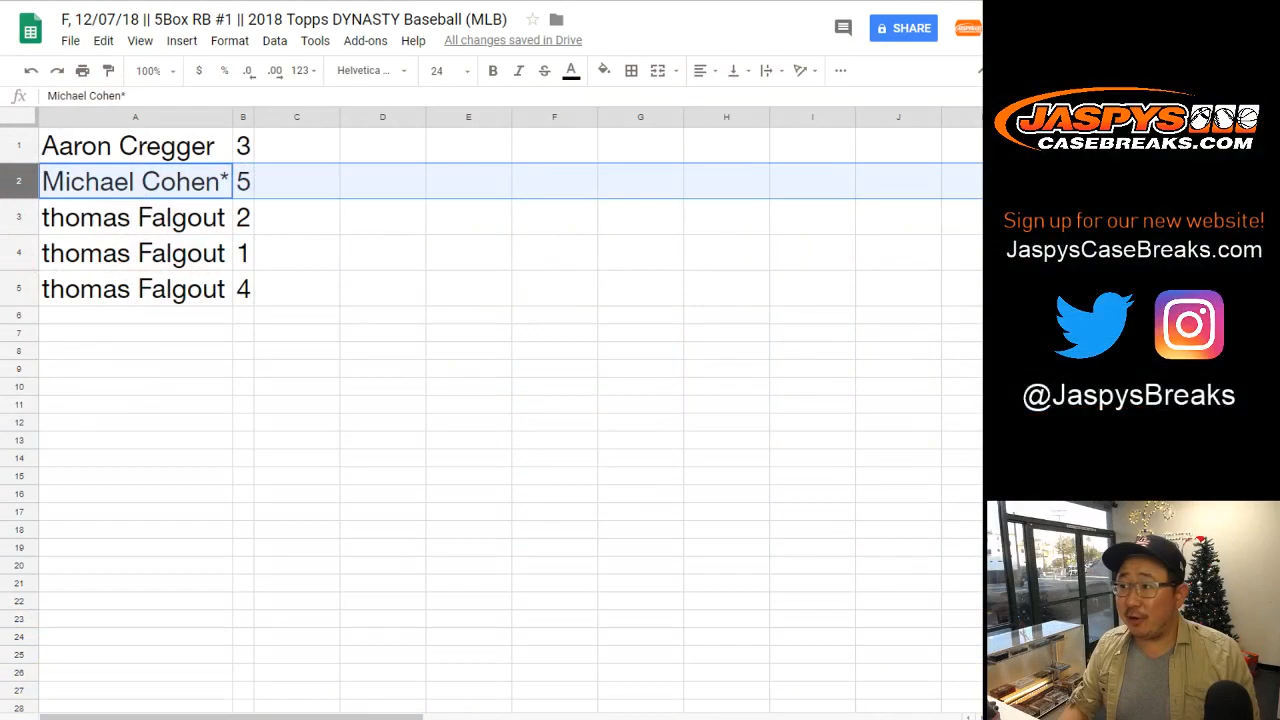 F, 12/07/18 || 5Box RB #1 || 2018 Topps DYNASTY Baseball (MLB)
File Edit View Insert Format Data Tools Add-ons Help All changes saved in Drive
SHARE
100% $ % .0 .00 123 Helvetica ... 24 B I S A
fx Michael Cohen*
A B C D E F G H I J
1 Aaron Cregger 3
2 Michael Cohen* 5
3 thomas Falgout 2
4 thomas Falgout 1
5 thomas Falgout 4
6
7
8
9
10
11
12
13
14
15
16
17
18
19
20
21
22
23
24
25
26
27
28
JASPYS
CASEBREAKS.COM
Sign up for our new website!
JaspysCaseBreaks.com
@JaspysBreaks